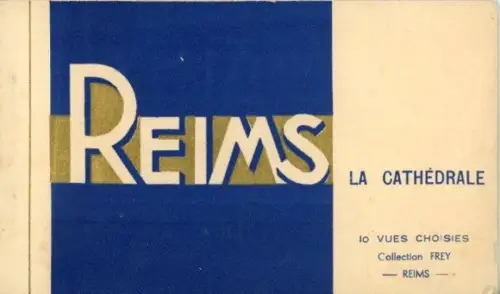 REIMS
LA CATHÉDRALE
10 VUES CHOISIES
Collection FREY
— REIMS —